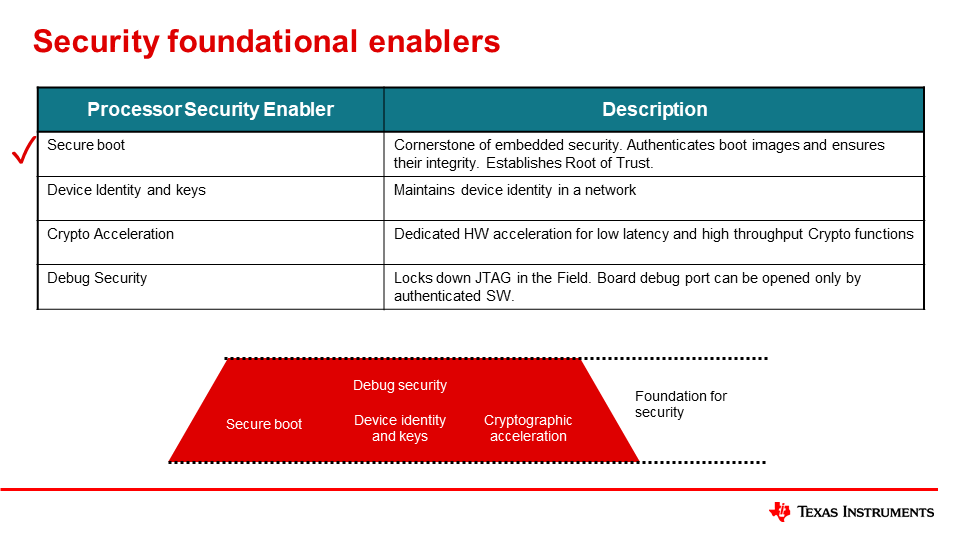 Security foundational enablers
Processor Security Enabler
Description
Secure boot
Cornerstone of embedded security. Authenticates boot images and ensures
their integrity. Establishes Root of Trust.
Device Identity and keys
Maintains device identity in a network
Crypto Acceleration
Dedicated HW acceleration for low latency and high throughput Crypto functions
Debug Security
Locks down JTAG in the Field. Board debug port can be opened only by
authenticated SW.
Debug security
Secure boot
Device identity
and keys
Cryptographic
acceleration
Foundation for
security
TEXAS INSTRUMENTS